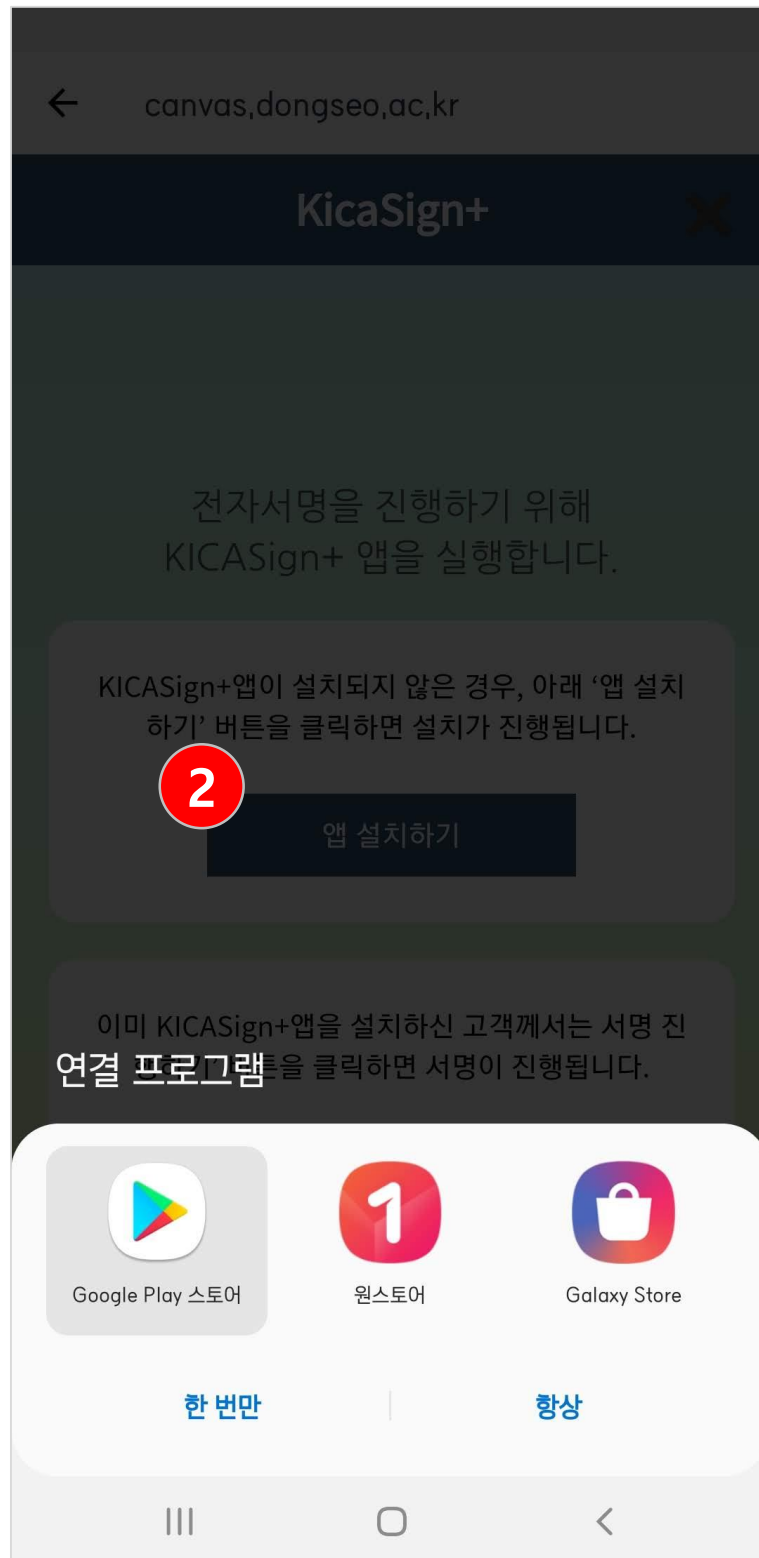 canvas.dongseo.ac.kr
KicaSign+
전자서명을 진행하기 위해
KICASign+ 앱을 실행합니다.
KICASign+앱이 설치되지 않은 경우, 아래 ‘앱 설치
하기’ 버튼을 클릭하면 설치가 진행됩니다.
2
앱 설치하기
이미 KICASign+앱을 설치하신 고객께서는 서명 진
행하기’ 버튼을 클릭하면 서명이 진행됩니다.
연결 프로그램
Google Play 스토어
원스토어
Galaxy Store
한 번만
항상